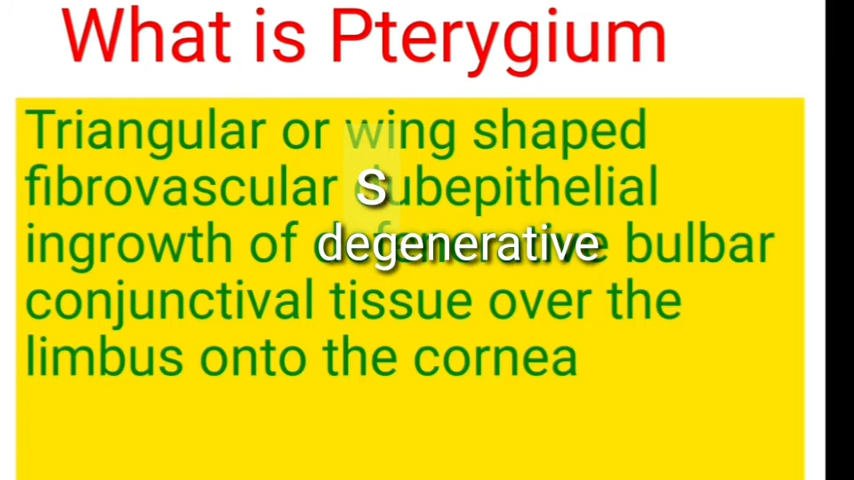 What is Pterygium
Triangular or wing shaped
fibrovascular subepithelial
ingrowth of degenerative bulbar
conjunctival tissue over the
limbus onto the cornea